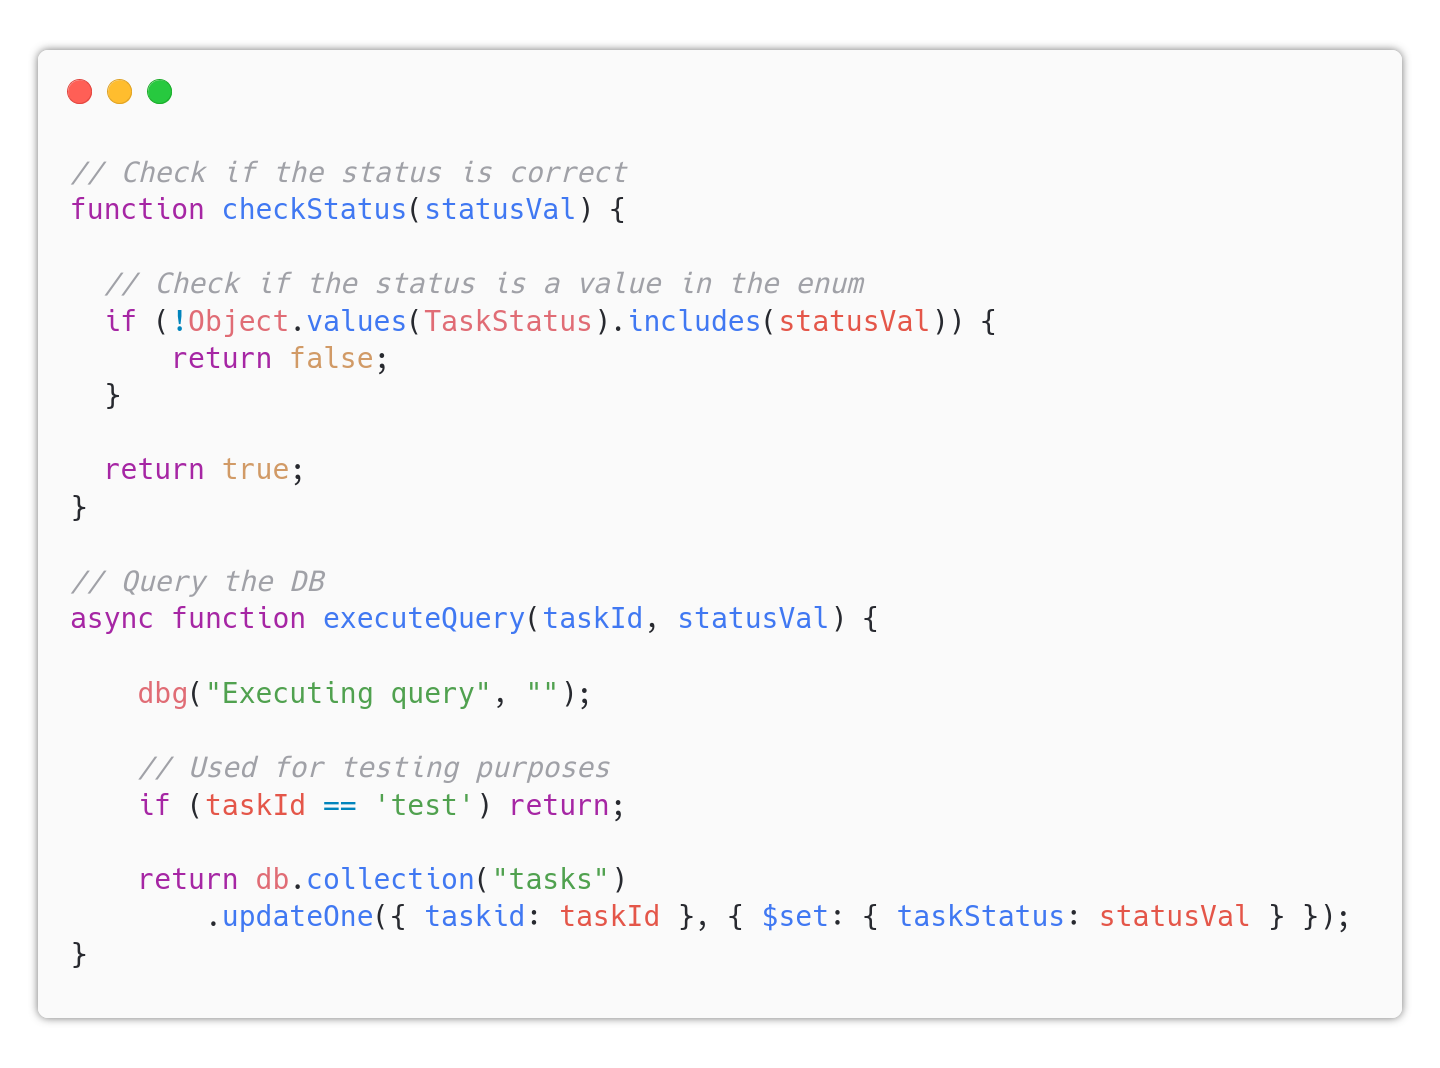 // Check if the status is correct
function checkStatus(statusVal) {
  // Check if the status is a value in the enum
  if (!Object.values(TaskStatus).includes(statusVal)) {
      return false;
  }
  return true;
}
// Query the DB
async function executeQuery(taskId, statusVal) {
    dbg("Executing query", "");
    // Used for testing purposes
    if (taskId == 'test') return;
    return db.collection("tasks")
        .updateOne({ taskid: taskId }, { $set: { taskStatus: statusVal } });
}